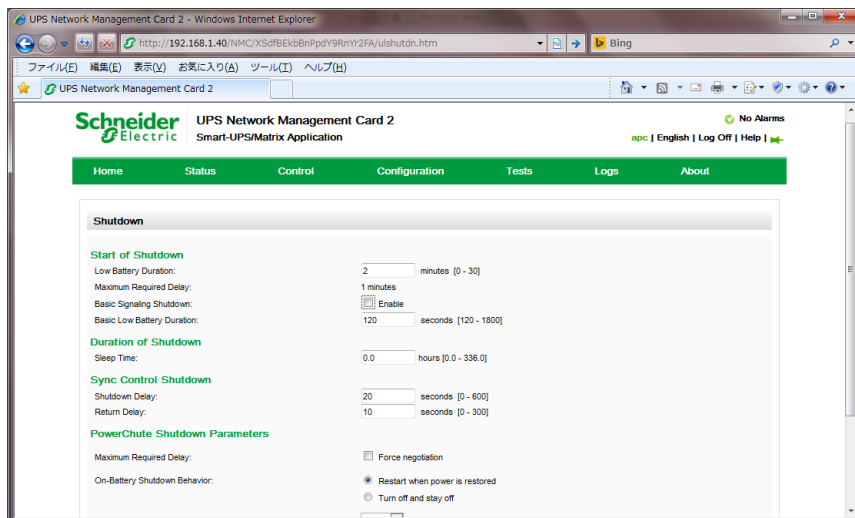 UPS Network Management Card 2 - Windows Internet Explorer
http://192.168.1.40/NMC/XSdfBEkbBnPpdY9RnYr2FA/ulshutdn.htm
Bing
ファイル(F) 編集(E) 表示(V) お気に入り(A) ツール(T) ヘルプ(H)
UPS Network Management Card 2
Schneider Electric
UPS Network Management Card 2
Smart-UPS/Matrix Application
No Alarms
apc | English | Log Off | Help |
Home Status Control Configuration Tests Logs About
Shutdown
Start of Shutdown
Low Battery Duration: 2 minutes [0 - 30]
Maximum Required Delay: 1 minutes
Basic Signaling Shutdown: Enable
Basic Low Battery Duration: 120 seconds [120 - 1800]
Duration of Shutdown
Sleep Time: 0.0 hours [0.0 - 336.0]
Sync Control Shutdown
Shutdown Delay: 20 seconds [0 - 600]
Return Delay: 10 seconds [0 - 300]
PowerChute Shutdown Parameters
Maximum Required Delay: Force negotiation
On-Battery Shutdown Behavior: Restart when power is restored
Turn off and stay off